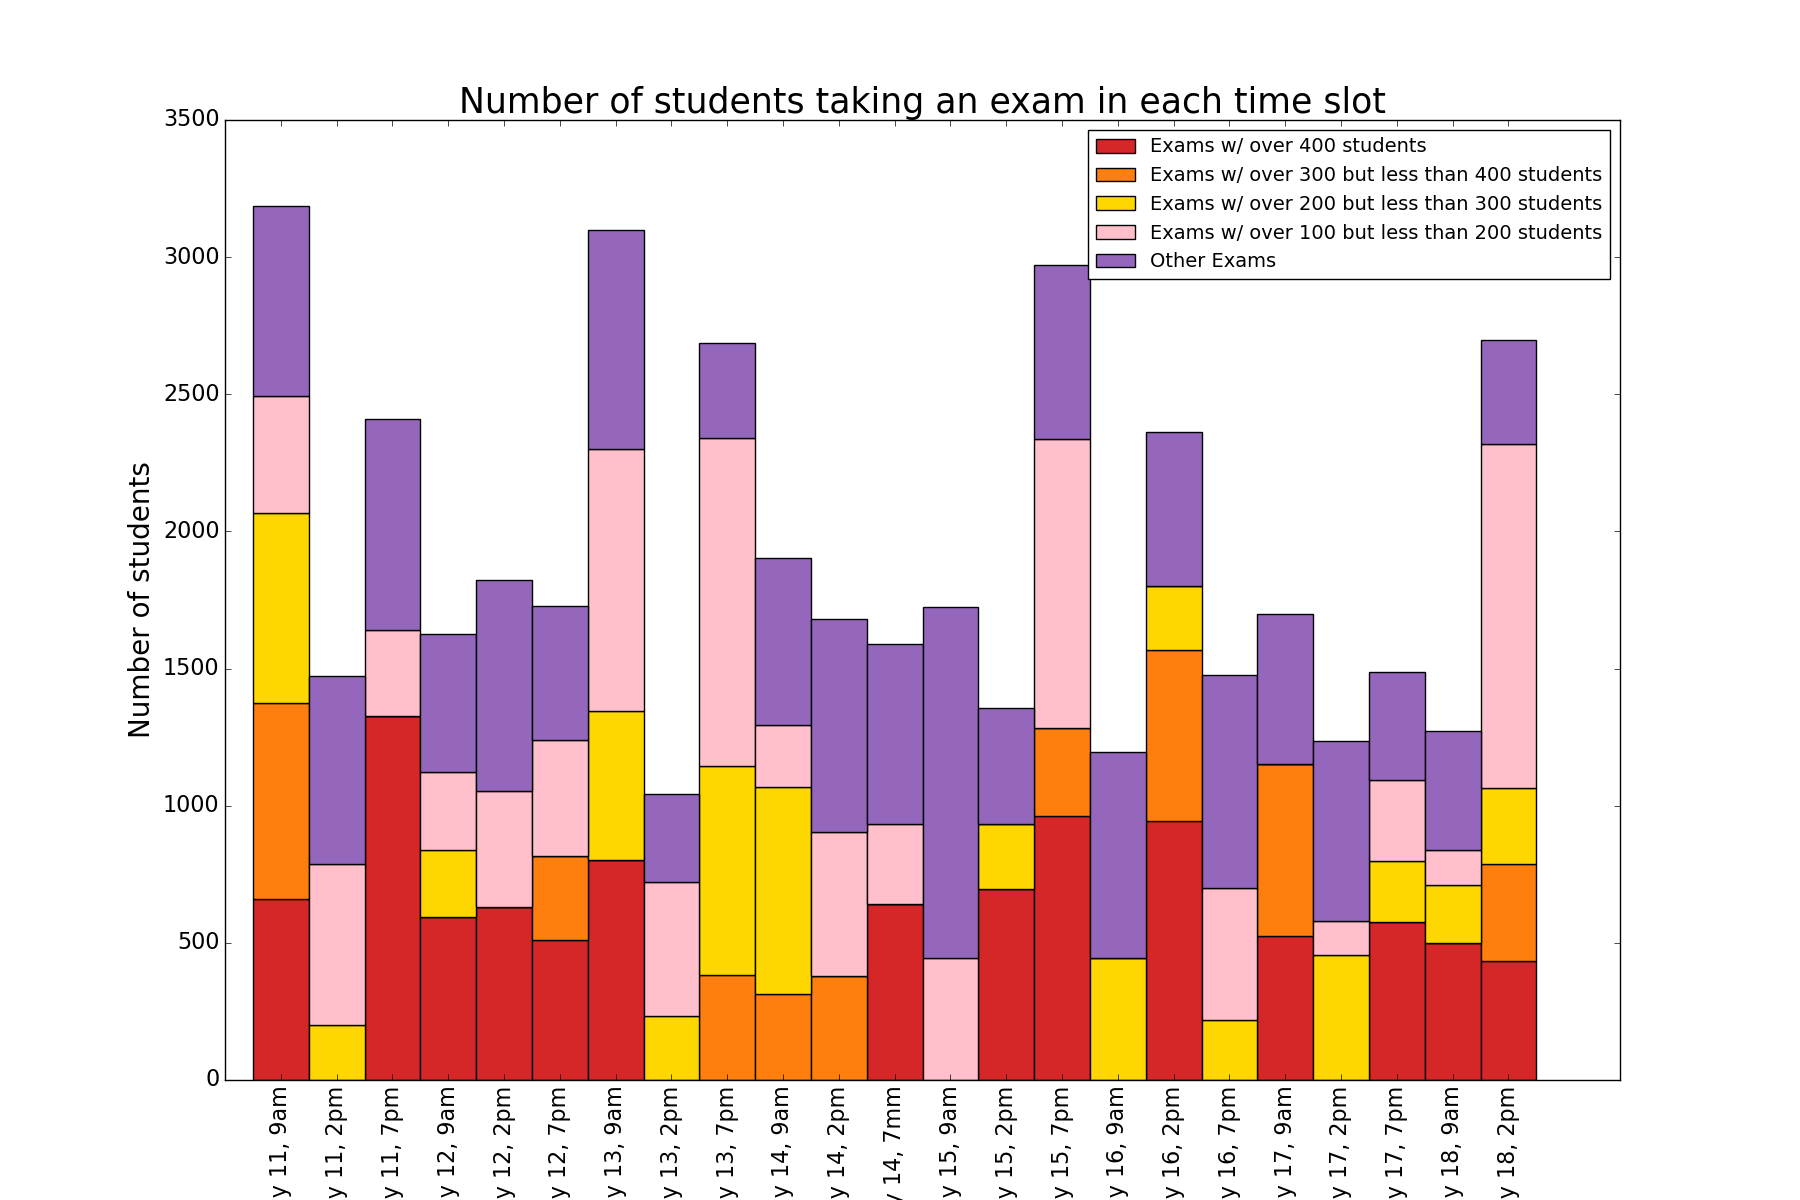 Number of students taking an exam in each time slot
Exams w/ over 400 students
Exams w/ over 300 but less than 400 students
Exams w/ over 200 but less than 300 students
Exams w/ over 100 but less than 200 students
Other Exams
Number of students
3500
3000
2500
2000
1500
1000
500
0
y 11, 9am
y 11, 2pm
y 11, 7pm
y 12, 9am
y 12, 2pm
y 12, 7pm
y 13, 9am
y 13, 2pm
y 13, 7pm
y 14, 9am
y 14, 2pm
y 14, 7mm
y 15, 9am
y 15, 2pm
y 15, 7pm
y 16, 9am
y 16, 2pm
y 16, 7pm
y 17, 9am
y 17, 2pm
y 17, 7pm
y 18, 9am
y 18, 2pm